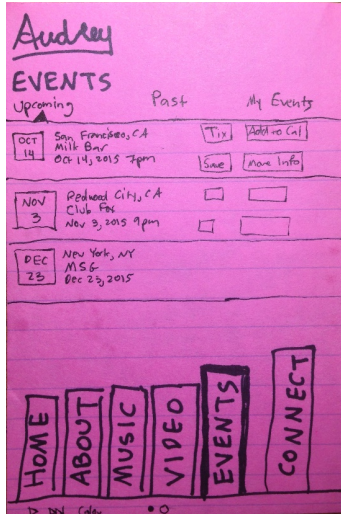 Audrey
EVENTS
Upcoming Past My Events
OCT 14
San Francisco, CA
Milk Bar
Oct 14, 2015 7pm
Tix Add to Cal
Save More Info
NOV 3
Redwood City, CA
Club Fox
Nov 3, 2015 9pm
DEC 23
New York, NY
MSG
Dec 23, 2015
HOME
ABOUT
MUSIC
VIDEO
EVENTS
CONNECT